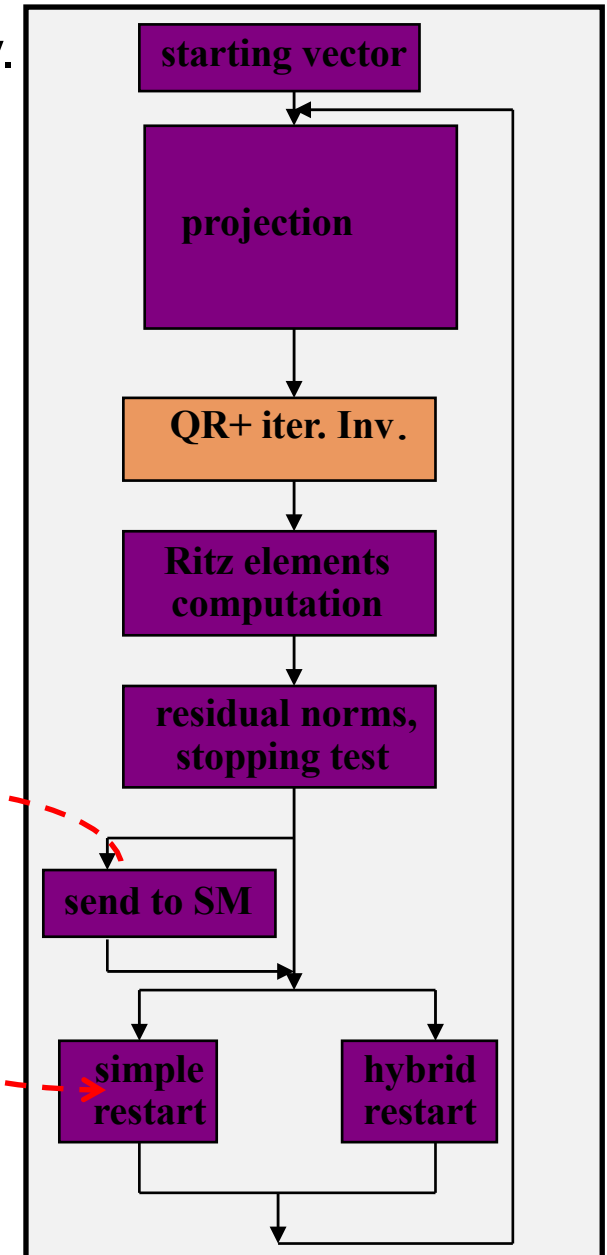 starting vector
projection
QR+ iter. Inv.
Ritz elements
computation
residual norms,
stopping test
send to SM
simple
restart
hybrid
restart